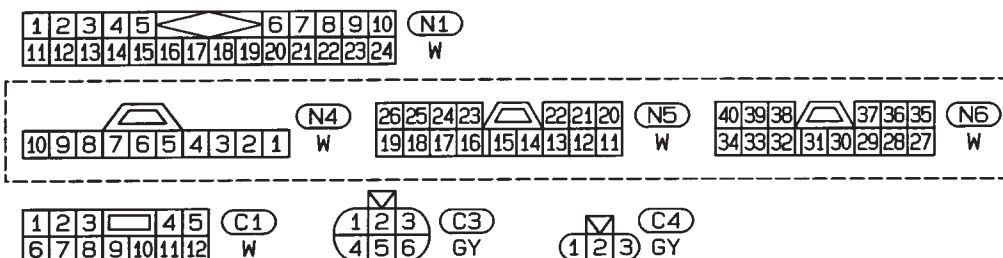 1 2 3 4 5 6 7 8 9 10 N1
11 12 13 14 15 16 17 18 19 20 21 22 23 24 W
N4 26 25 24 23 22 21 20 N5 40 39 38 37 36 35 N6
10 9 8 7 6 5 4 3 2 1 W 19 18 17 16 15 14 13 12 11 W 34 33 32 31 30 29 28 27 W
1 2 3 4 5 C1 1 2 3 C3 C4
6 7 8 9 10 11 12 W 4 5 6 GY 1 2 3 GY